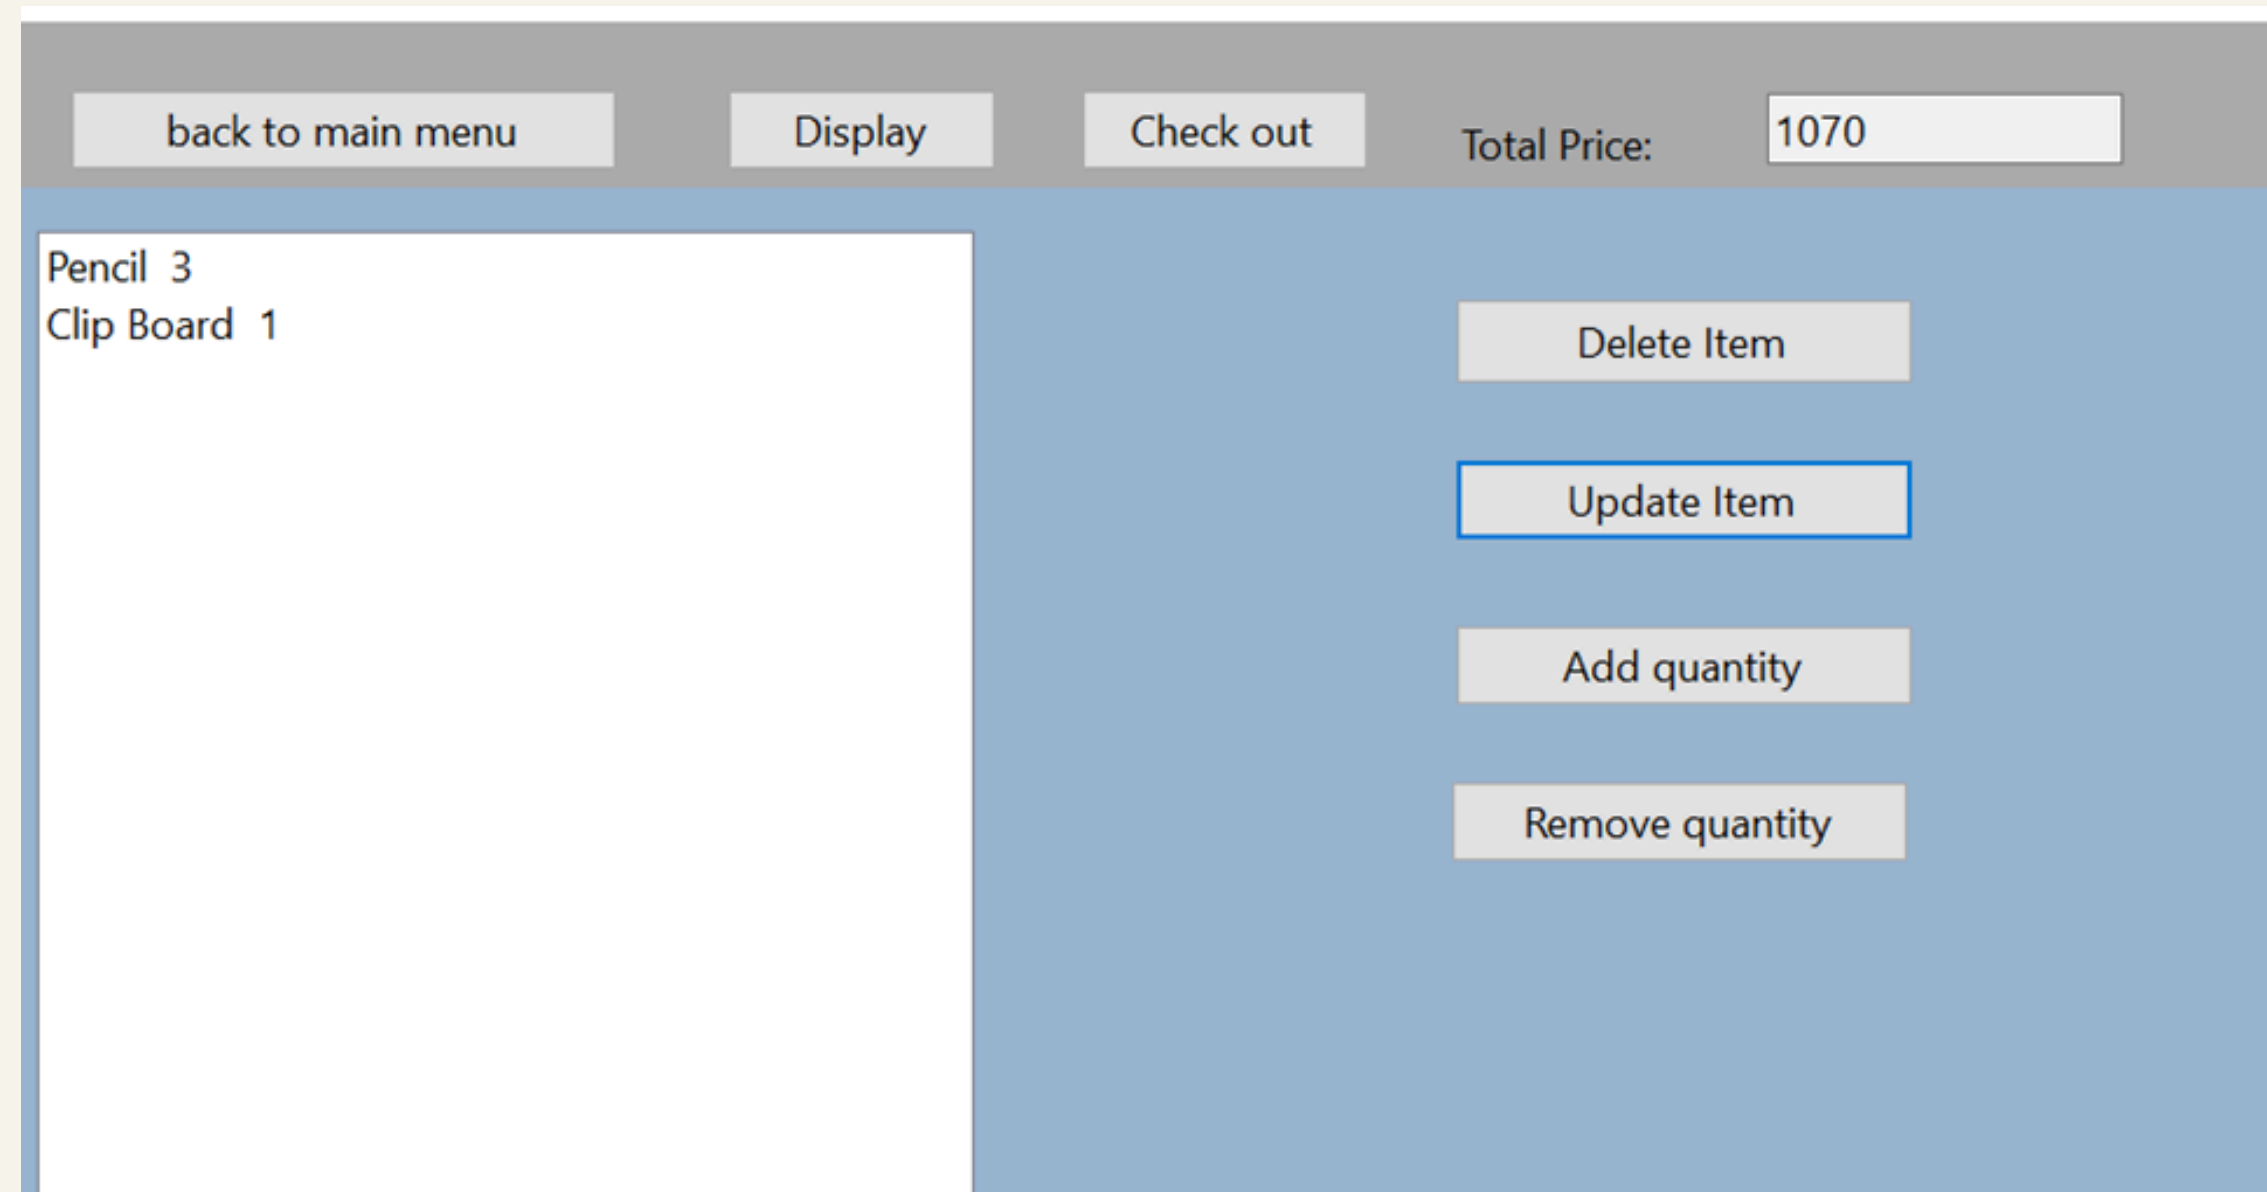 back to main menu
Display
Check out
Total Price:
1070
Pencil 3
Clip Board 1
Delete Item
Update Item
Add quantity
Remove quantity